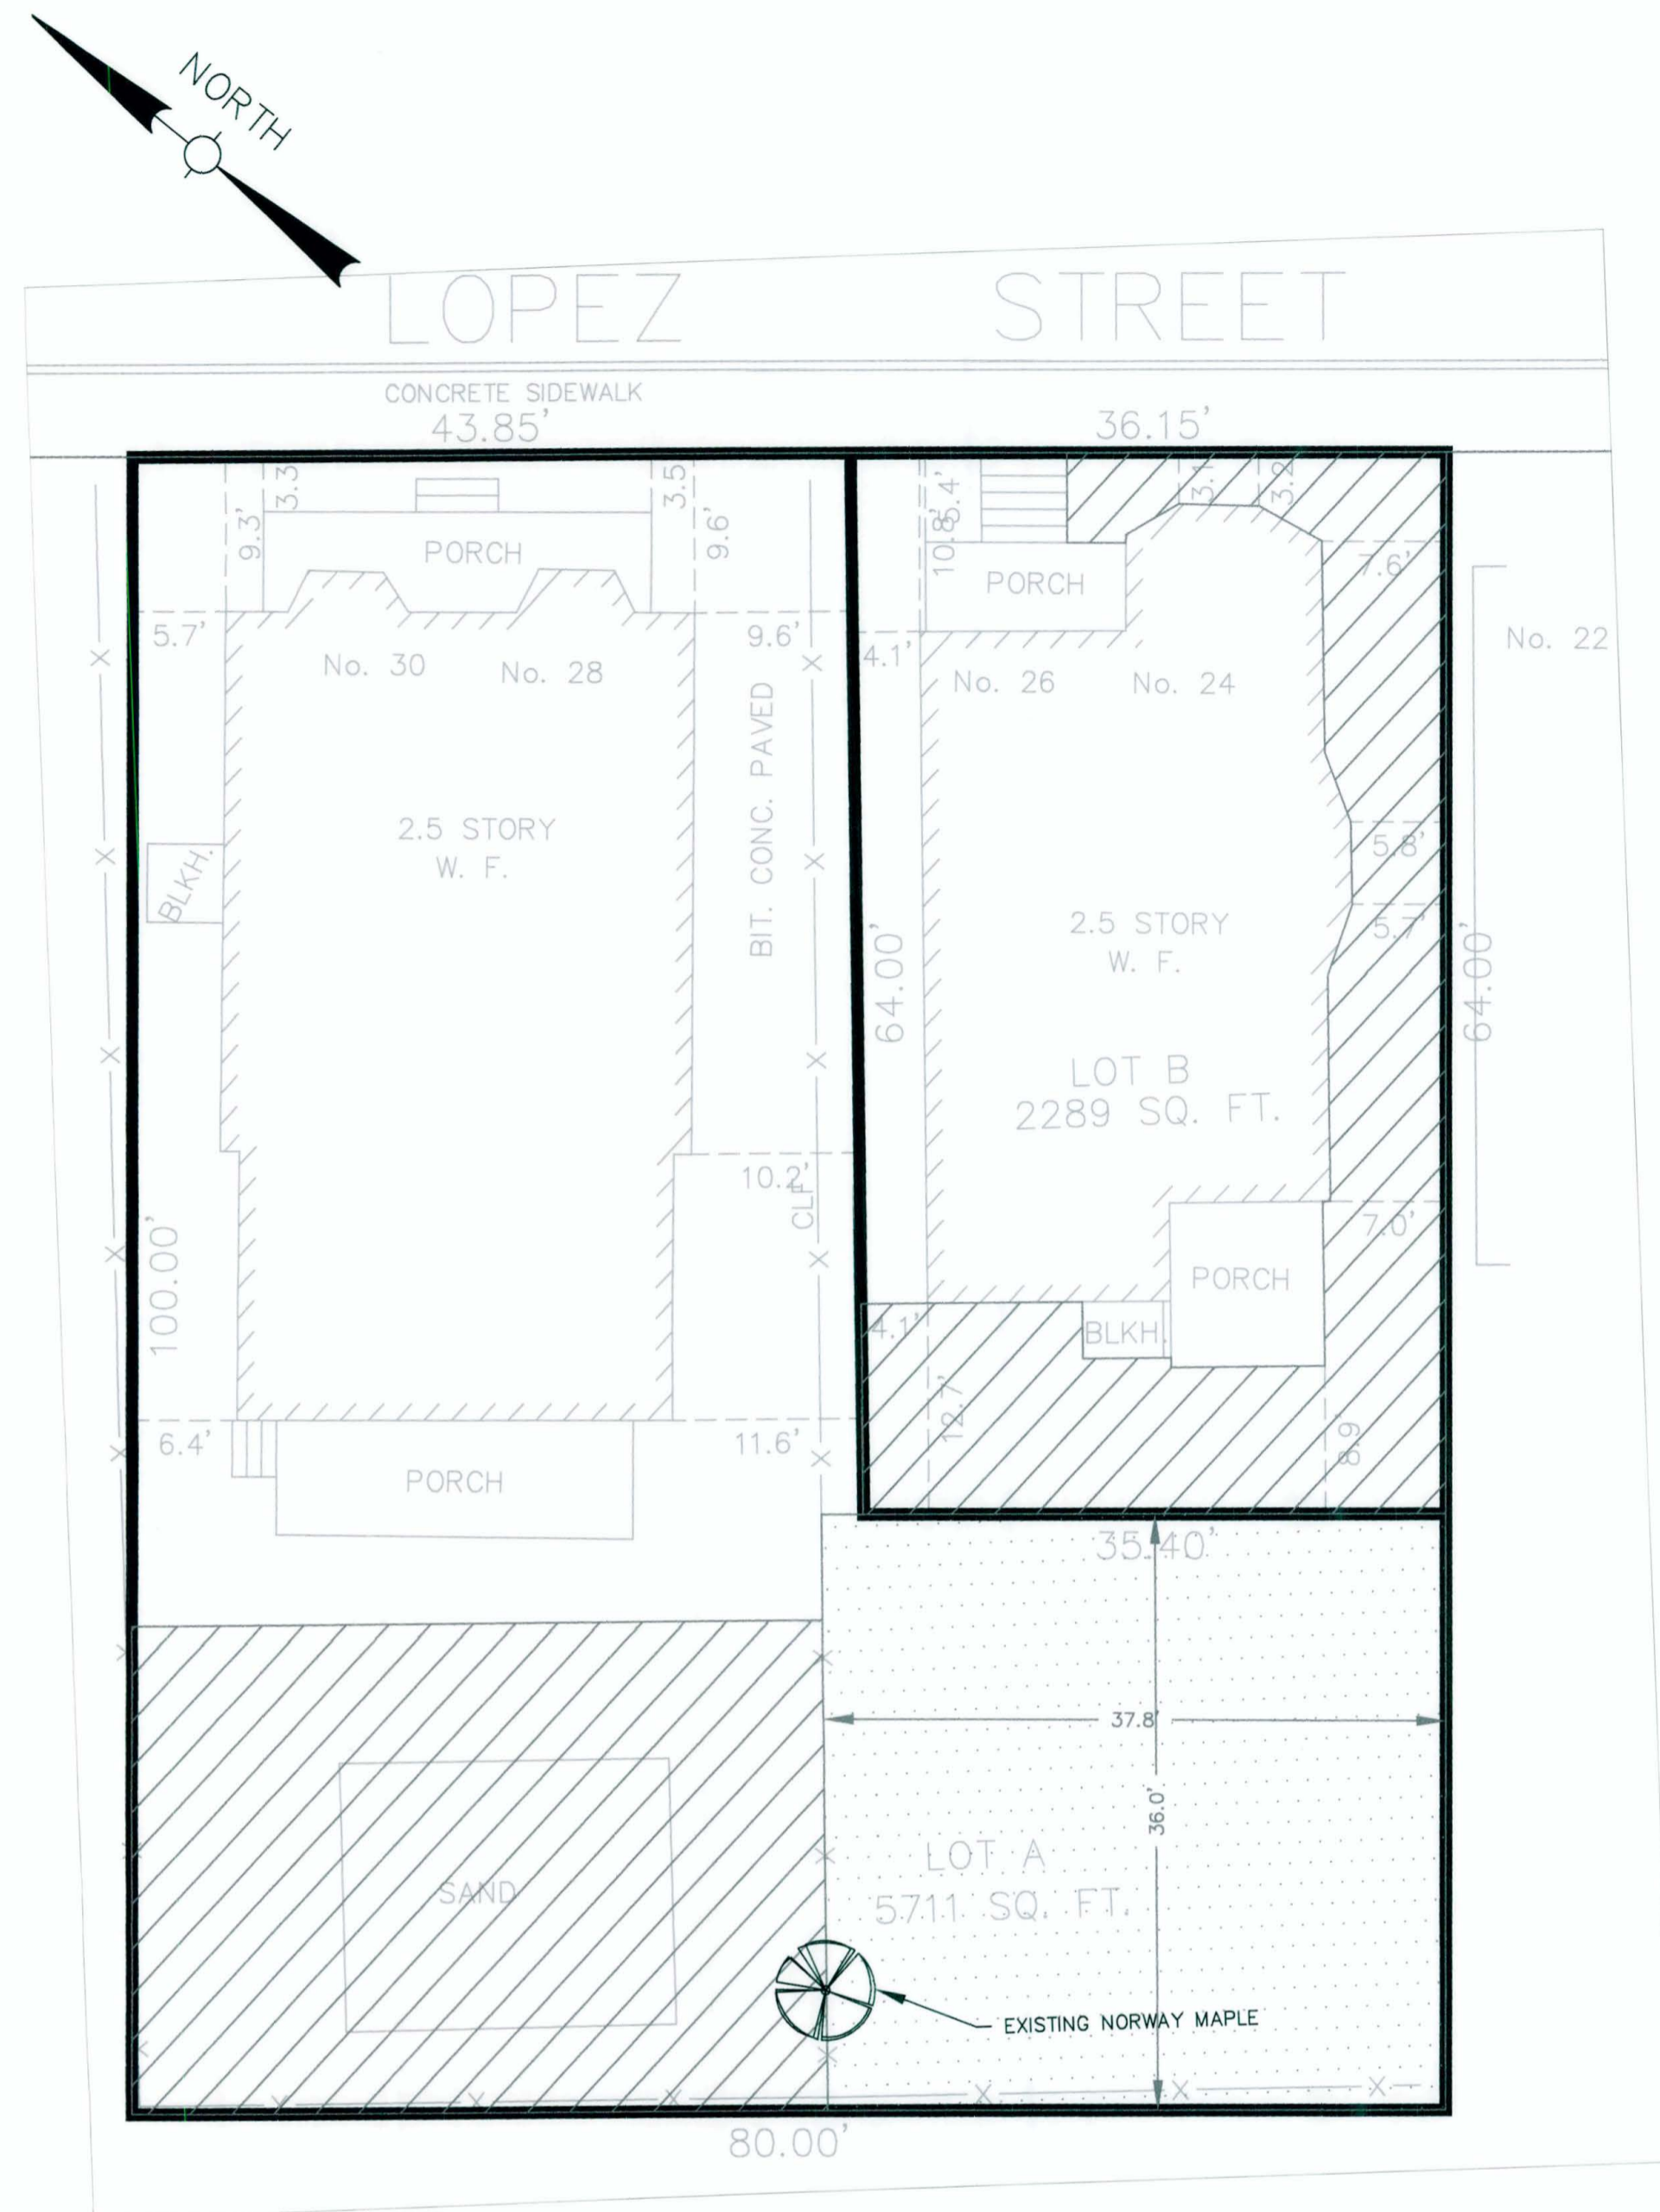 NORTH
LOPEZ STREET
CONCRETE SIDEWALK
43.85'
36.15'
3.3
3.5
5.4'
3.1
3.2
9.3'
PORCH
9.6'
10.8'
PORCH
7.6'
5.7'
9.6'
4.1'
No. 22
No. 30
No. 28
No. 26
No. 24
BIT. CONC. PAVED
2.5 STORY
W. F.
BLKH.
5.8'
2.5 STORY
W. F.
5.7'
64.00'
64.00'
LOT B
2289 SQ. FT.
10.2'
CLF
7.0'
100.00'
PORCH
4.1'
BLKH.
12.7'
8.9'
6.4'
11.6'
PORCH
35.40'
37.8'
36.0'
LOT A
5711 SQ. FT.
SAND
EXISTING NORWAY MAPLE
80.00'